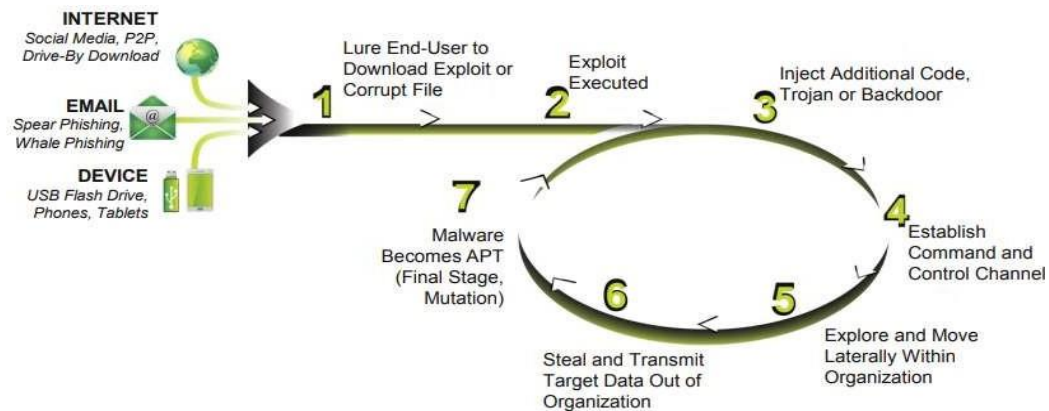 INTERNET
Social Media, P2P,
Drive-By Download
EMAIL
Spear Phishing,
Whale Phishing
@
DEVICE
USB Flash Drive,
Phones, Tablets
1
Lure End-User to
Download Exploit or
Corrupt File
2
Exploit
Executed
3
Inject Additional Code,
Trojan or Backdoor
4
Establish
Command and
Control Channel
5
Explore and Move
Laterally Within
Organization
6
Steal and Transmit
Target Data Out of
Organization
7
Malware
Becomes APT
(Final Stage,
Mutation)